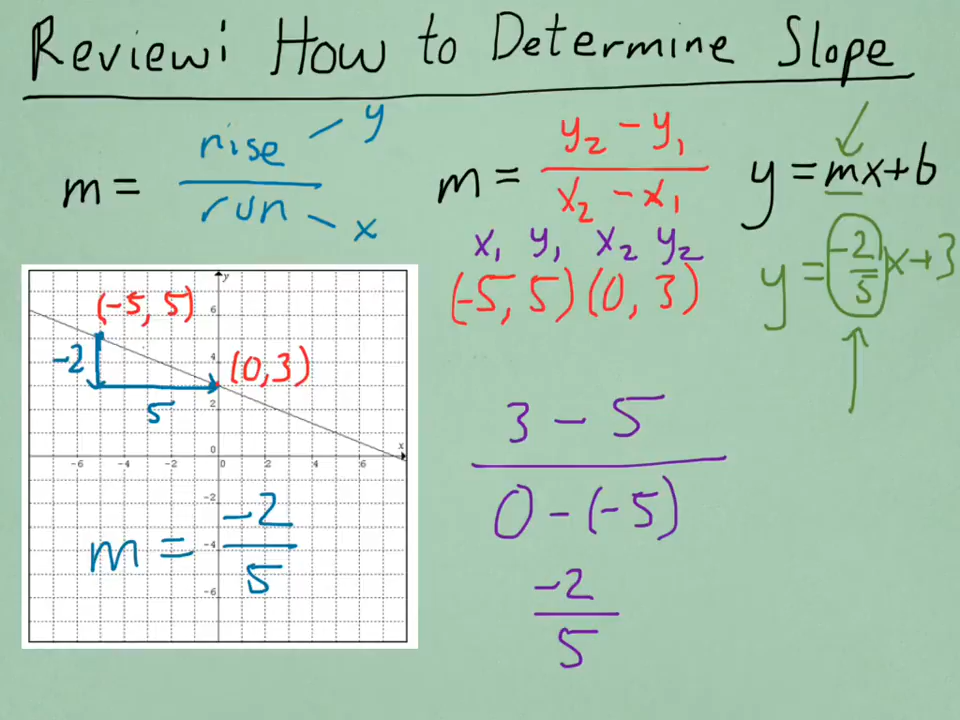 Review: How to Determine Slope
m = rise/run
y
x
m = y₂ - y₁ / x₂ - x₁
y = mx+b
x₁ y₁ x₂ y₂
(-5, 5) (0, 3)
y = -2/5 x+3
(-5, 5)
-2
(0,3)
5
y
x
6
4
2
0
-6 -4 -2 0 2 4 6
-2
-4
-6
m = -2/5
3 - 5
0 - (-5)
-2
5